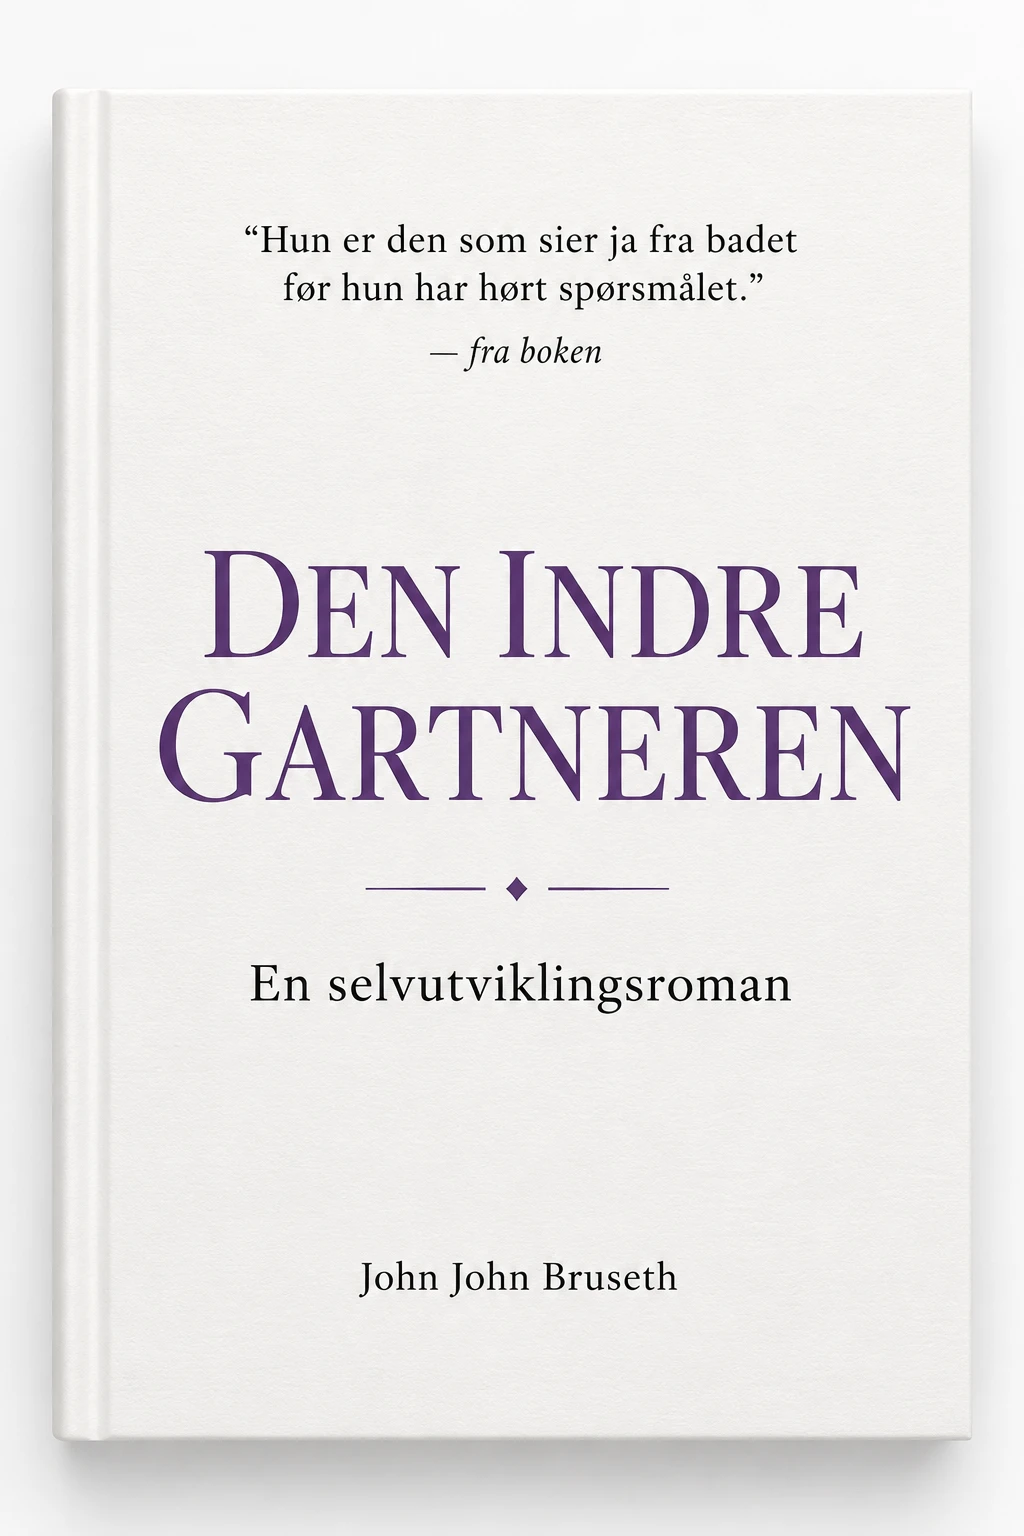 “Hun er den som sier ja fra badet
før hun har hørt spørsmålet.”
— fra boken
DEN INDRE
GARTNEREN
En selvutviklingsroman
John John Bruseth